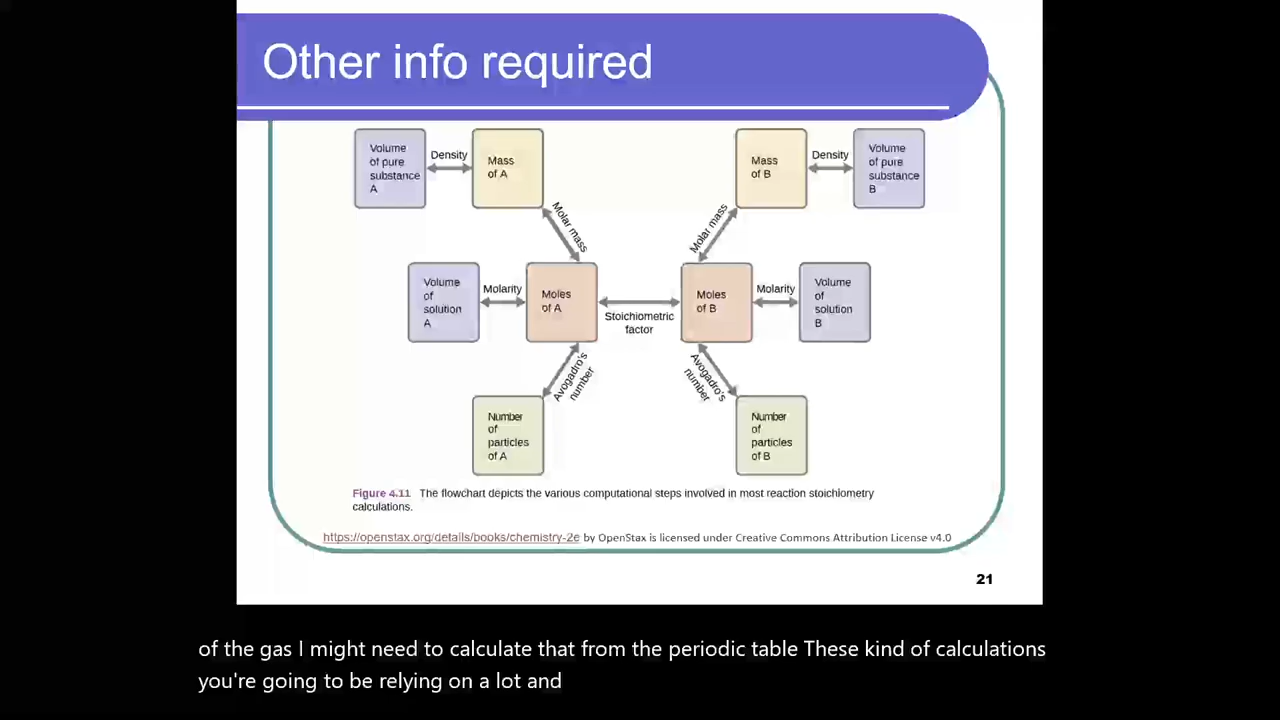 Other info required
Volume
of pure
substance
A
Density
Mass
of A
Mass
of B
Density
Volume
of pure
substance
B
Molar mass
Molar mass
Volume
of
solution
A
Molarity
Moles
of A
Stoichiometric
factor
Moles
of B
Molarity
Volume
of
solution
B
Avogadro's
number
Avogadro's
number
Number
of
particles
of A
Number
of
particles
of B
Figure 4.11 The flowchart depicts the various computational steps involved in most reaction stoichiometry
calculations.
https://openstax.org/details/books/chemistry-2e by OpenStax is licensed under Creative Commons Attribution License v4.0
21
of the gas I might need to calculate that from the periodic table These kind of calculations
you're going to be relying on a lot and